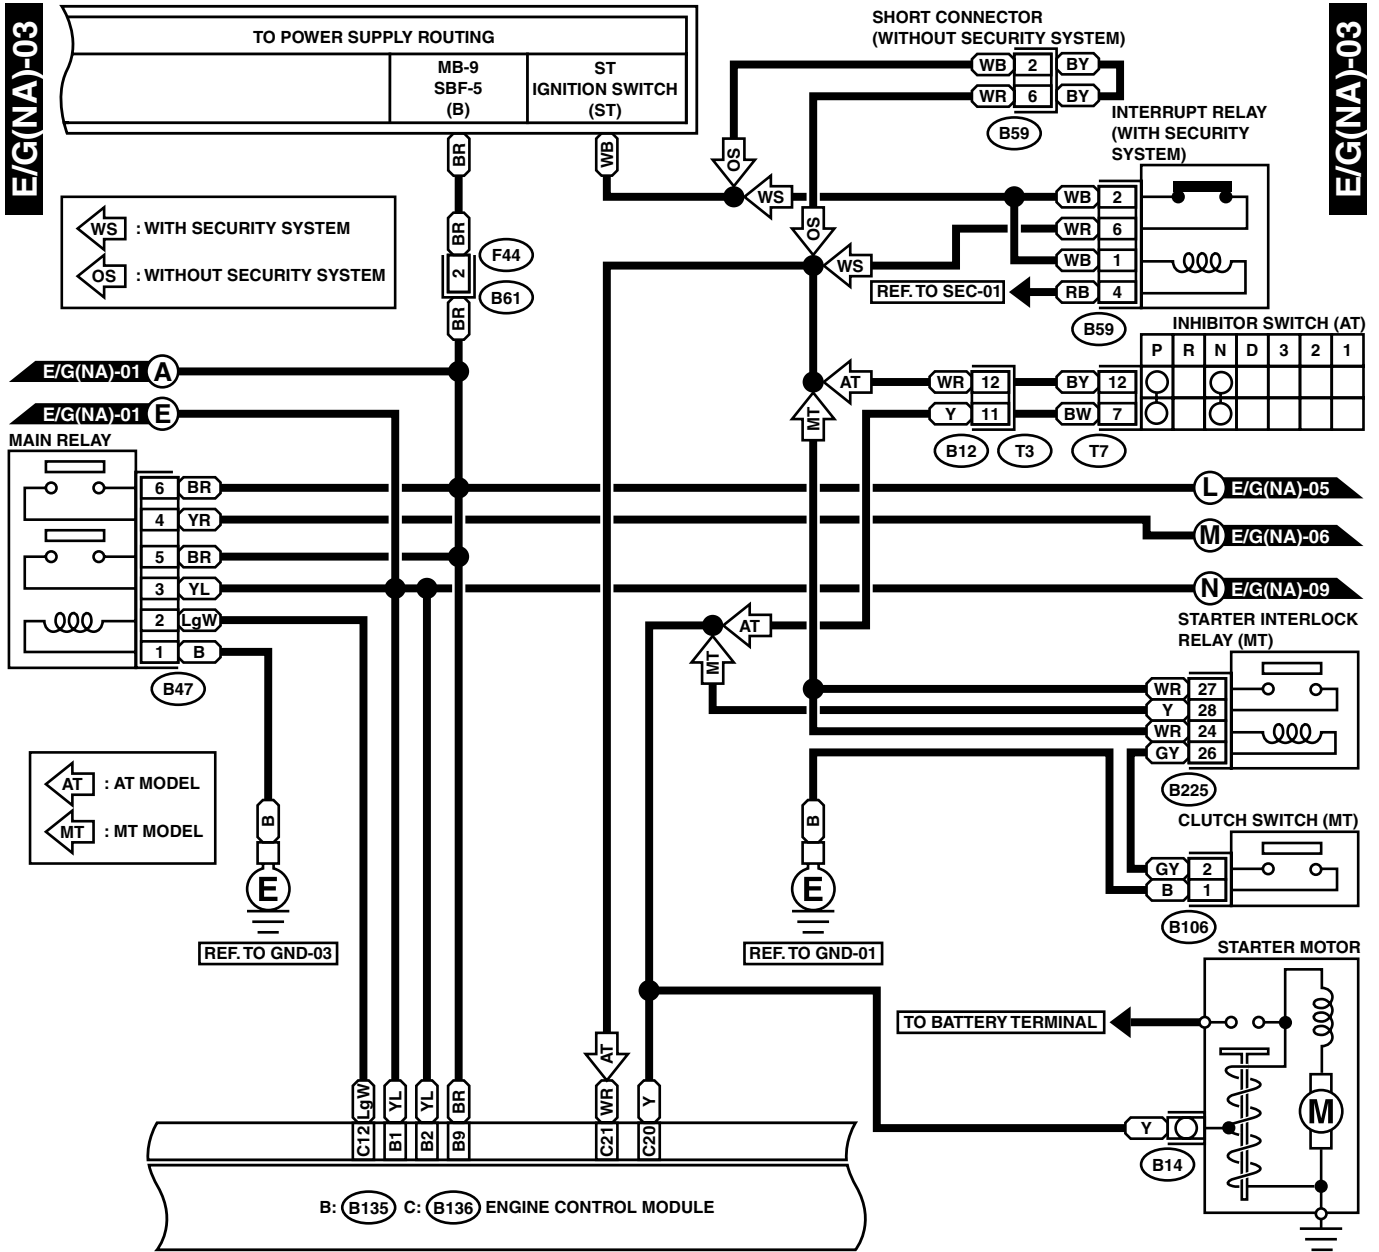 E/G(NA)-03
TO POWER SUPPLY ROUTING
MB-9
SBF-5
(B)
ST
IGNITION SWITCH
(ST)
SHORT CONNECTOR
(WITHOUT SECURITY SYSTEM)
WB 2 BY
WR 6 BY
B59
E/G(NA)-03
INTERRUPT RELAY
(WITH SECURITY
SYSTEM)
BR
WB
OS
WS
WB 2
WR 6
WB 1
RB 4
B59
WS : WITH SECURITY SYSTEM
OS : WITHOUT SECURITY SYSTEM
BR
2
F44
B61
BR
OS
WS
REF. TO SEC-01
INHIBITOR SWITCH (AT)
P R N D 3 2 1
E/G(NA)-01 A
E/G(NA)-01 E
AT
MT
WR 12
Y 11
BY 12
BW 7
B12
T3
T7
MAIN RELAY
6 BR
4 YR
5 BR
3 YL
2 LgW
1 B
B47
L E/G(NA)-05
M E/G(NA)-06
N E/G(NA)-09
AT
MT
STARTER INTERLOCK
RELAY (MT)
WR 27
Y 28
WR 24
GY 26
B225
AT : AT MODEL
MT : MT MODEL
B
E
REF. TO GND-03
B
E
REF. TO GND-01
CLUTCH SWITCH (MT)
GY 2
B 1
B106
STARTER MOTOR
TO BATTERY TERMINAL
M
Y
B14
AT
LgW YL YL BR WR Y
C12 B1 B2 B9 C21 C20
B: B135 C: B136 ENGINE CONTROL MODULE